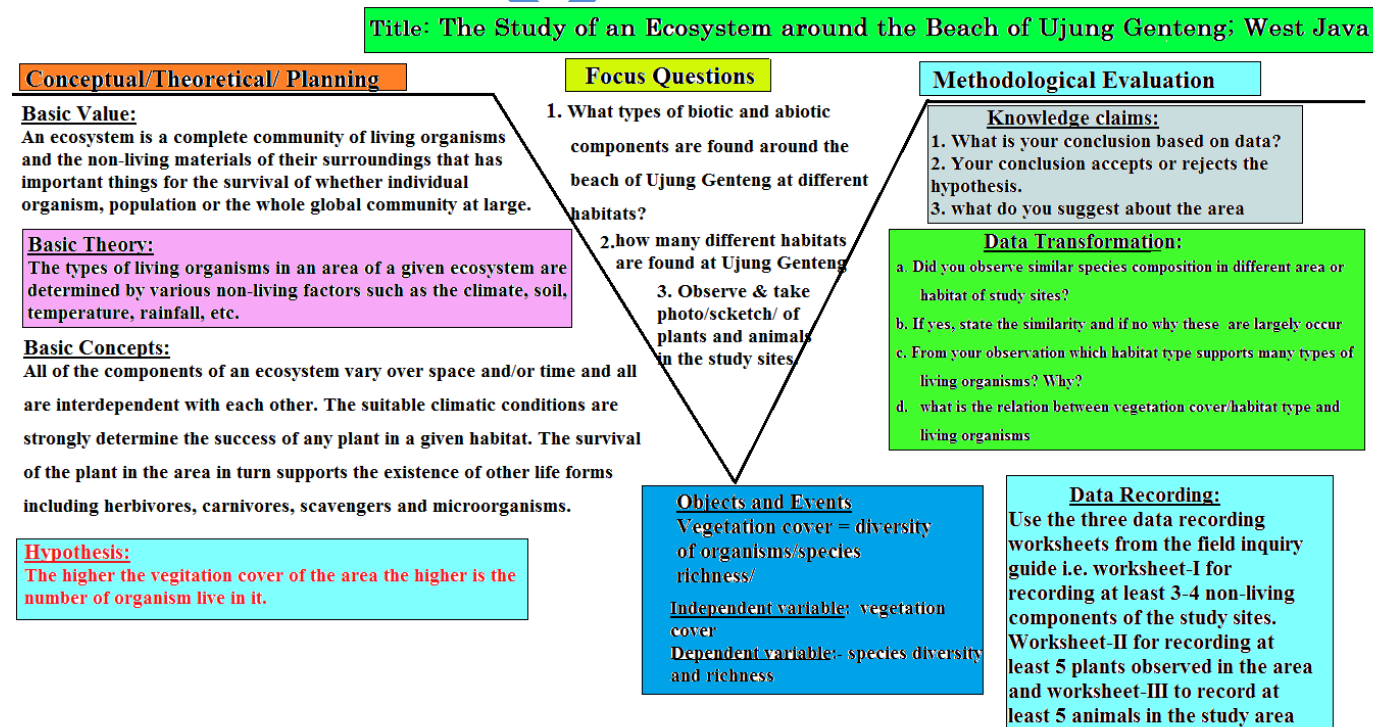 Title: The Study of an Ecosystem around the Beach of Ujung Genteng; West Java
Conceptual/Theoretical/ Planning
Basic Value:
An ecosystem is a complete community of living organisms
and the non-living materials of their surroundings that has
important things for the survival of whether individual
organism, population or the whole global community at large.
Basic Theory:
The types of living organisms in an area of a given ecosystem are
determined by various non-living factors such as the climate, soil,
temperature, rainfall, etc.
Basic Concepts:
All of the components of an ecosystem vary over space and/or time and all
are interdependent with each other. The suitable climatic conditions are
strongly determine the success of any plant in a given habitat. The survival
of the plant in the area in turn supports the existence of other life forms
including herbivores, carnivores, scavengers and microorganisms.
Hypothesis:
The higher the vegitation cover of the area the higher is the
number of organism live in it.
Focus Questions
1. What types of biotic and abiotic
components are found around the
beach of Ujung Genteng at different
habitats?
2.how many different habitats
are found at Ujung Genteng
3. Observe & take
photo/scketch/ of
plants and animals
in the study sites.
Objects and Events
Vegetation cover = diversity
of organisms/species
richness/
Independent variable: vegetation
cover
Dependent variable:- species diversity
and richness
Methodological Evaluation
Knowledge claims:
1. What is your conclusion based on data?
2. Your conclusion accepts or rejects the
hypothesis.
3. what do you suggest about the area
Data Transformation:
a. Did you observe similar species composition in different area or
habitat of study sites?
b. If yes, state the similarity and if no why these are largely occur
c. From your observation which habitat type supports many types of
living organisms? Why?
d. what is the relation between vegetation cover/habitat type and
living organisms
Data Recording:
Use the three data recording
worksheets from the field inquiry
guide i.e. worksheet-I for
recording at least 3-4 non-living
components of the study sites.
Worksheet-II for recording at
least 5 plants observed in the area
and worksheet-III to record at
least 5 animals in the study area